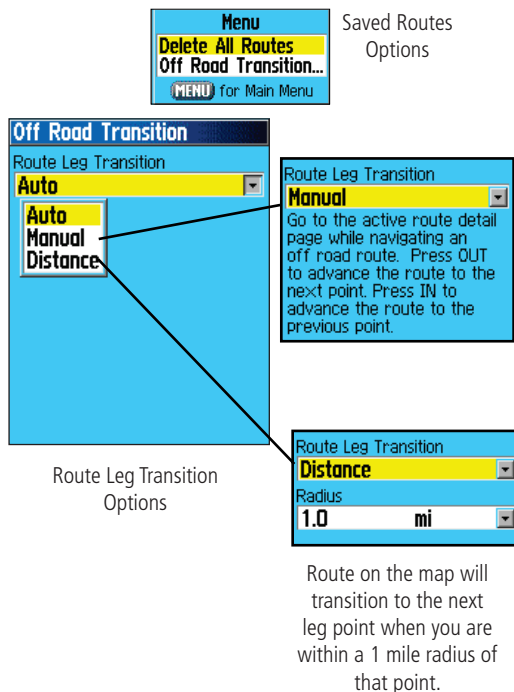 Menu
Delete All Routes
Off Road Transition...
MENU for Main Menu
Saved Routes
Options
Off Road Transition
Route Leg Transition
Auto
Auto
Manual
Distance
Route Leg Transition
Options
Route Leg Transition
Manual
Go to the active route detail
page while navigating an
off road route. Press OUT
to advance the route to the
next point. Press IN to
advance the route to the
previous point.
Route Leg Transition
Distance
Radius
1.0 mi
Route on the map will
transition to the next
leg point when you are
within a 1 mile radius of
that point.